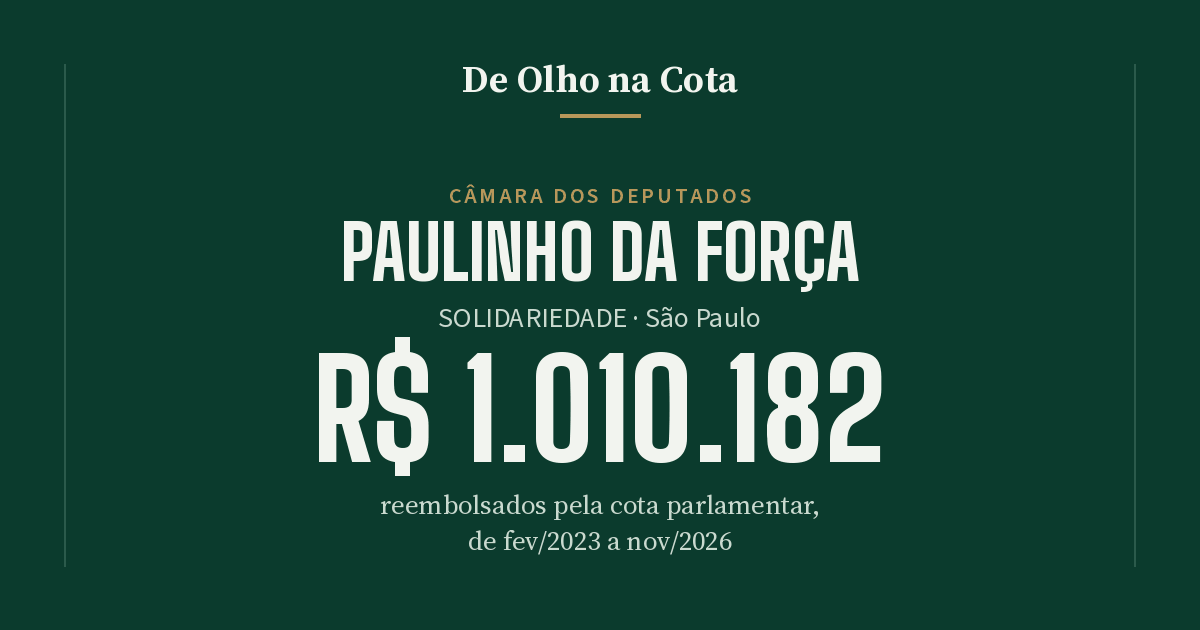 De Olho na Cota
CÂMARA DOS DEPUTADOS
PAULINHO DA FORÇA
SOLIDARIEDADE · São Paulo
R$ 1.010.182
reembolsados pela cota parlamentar,
de fev/2023 a nov/2026